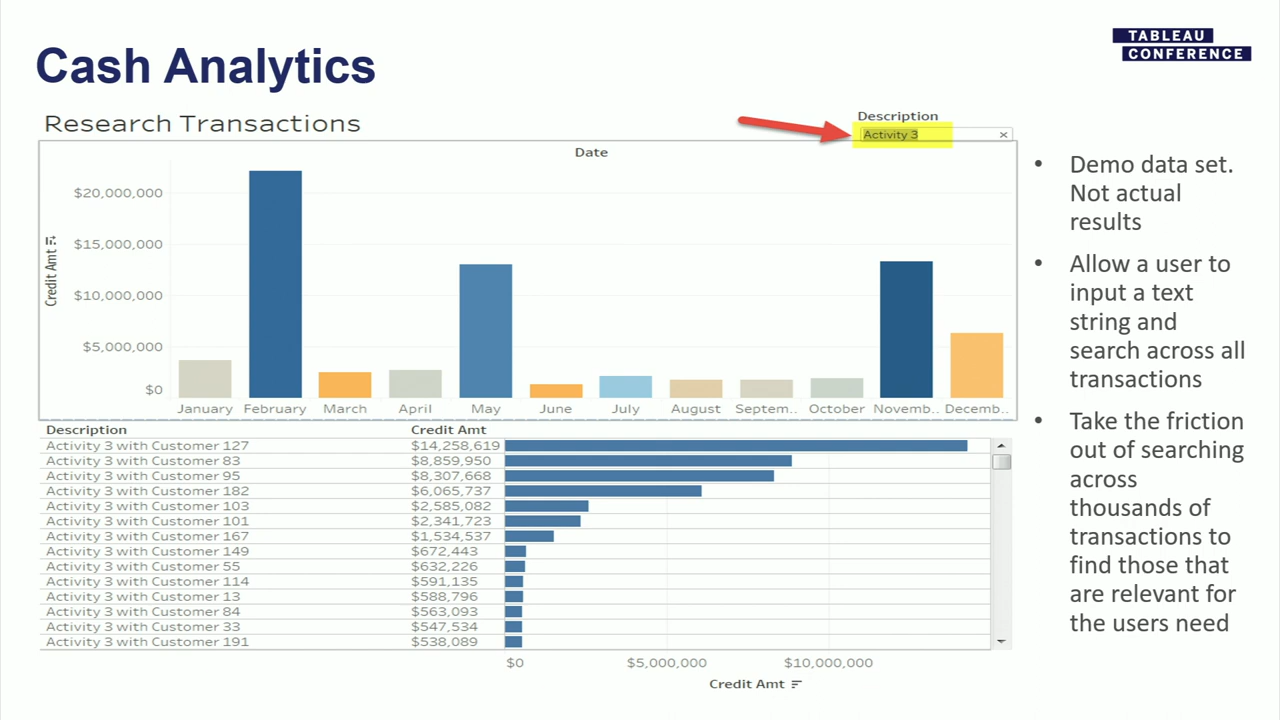 Cash Analytics
TABLEAU
CONFERENCE
Research Transactions
Description
Activity 3
×
Date
Credit Amt
$20,000,000
$15,000,000
$10,000,000
$5,000,000
$0
January February March April May June July August Septem.. October Novemb.. Decemb..
Description Credit Amt
Activity 3 with Customer 127 $14,258,619
Activity 3 with Customer 83 $8,859,950
Activity 3 with Customer 95 $8,307,668
Activity 3 with Customer 182 $6,065,737
Activity 3 with Customer 103 $2,585,082
Activity 3 with Customer 101 $2,341,723
Activity 3 with Customer 167 $1,534,537
Activity 3 with Customer 149 $672,443
Activity 3 with Customer 55 $632,226
Activity 3 with Customer 114 $591,135
Activity 3 with Customer 13 $588,796
Activity 3 with Customer 84 $563,093
Activity 3 with Customer 33 $547,534
Activity 3 with Customer 191 $538,089
$0 $5,000,000 $10,000,000
Credit Amt
• Demo data set.
Not actual
results
• Allow a user to
input a text
string and
search across all
transactions
• Take the friction
out of searching
across
thousands of
transactions to
find those that
are relevant for
the users need